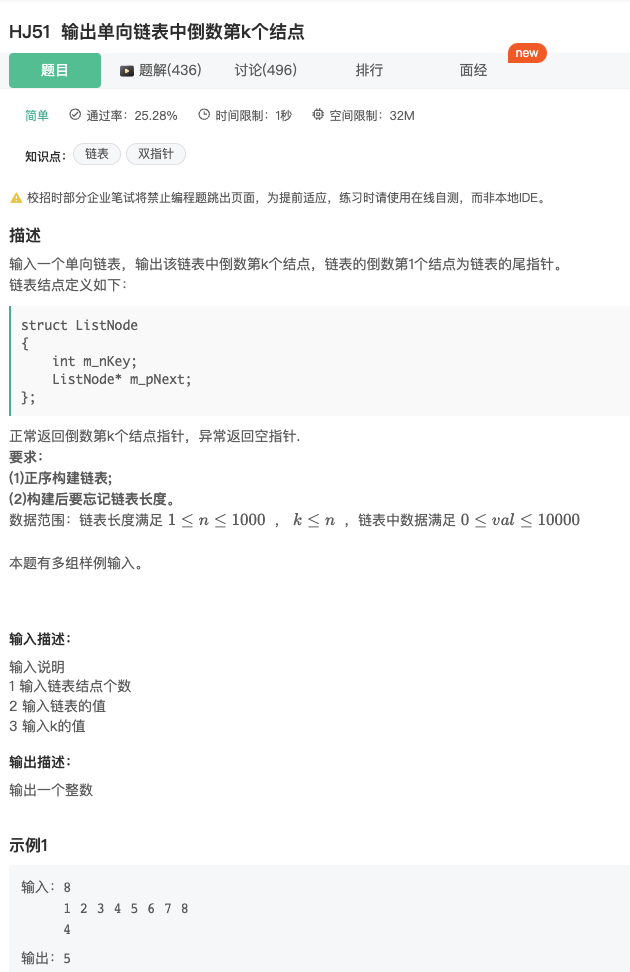 HJ51 输出单向链表中倒数第k个结点
new
题目 题解(436) 讨论(496) 排行 面经
简单 通过率：25.28% 时间限制：1秒 空间限制：32M
知识点： 链表 双指针
校招时部分企业笔试将禁止编程题跳出页面，为提前适应，练习时请使用在线自测，而非本地IDE。
描述
输入一个单向链表，输出该链表中倒数第k个结点，链表的倒数第1个结点为链表的尾指针。
链表结点定义如下：
struct ListNode
{
    int m_nKey;
    ListNode* m_pNext;
};
正常返回倒数第k个结点指针，异常返回空指针.
要求：
(1)正序构建链表;
(2)构建后要忘记链表长度。
数据范围：链表长度满足 1 ≤ n ≤ 1000 ， k ≤ n ，链表中数据满足 0 ≤ val ≤ 10000
本题有多组样例输入。
输入描述：
输入说明
1 输入链表结点个数
2 输入链表的值
3 输入k的值
输出描述：
输出一个整数
示例1
输入：8
1 2 3 4 5 6 7 8
4
输出：5